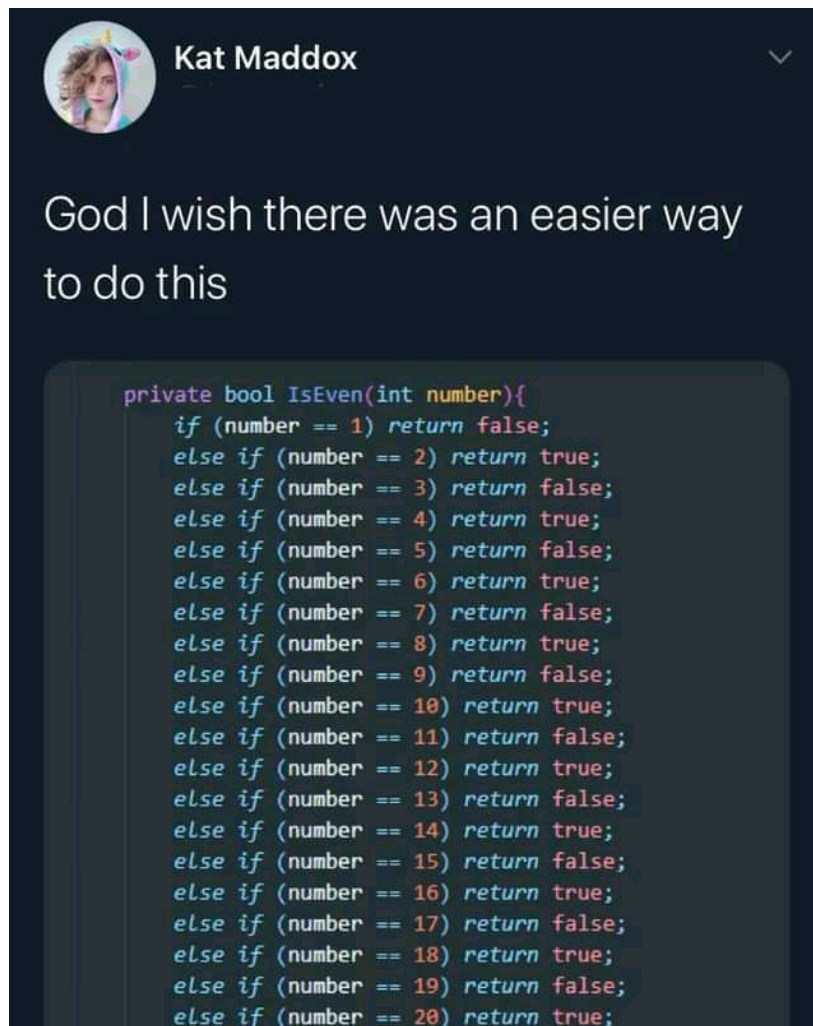 Kat Maddox
God I wish there was an easier way
to do this
private bool IsEven(int number){
if (number == 1) return false;
else if (number == 2) return true;
else if (number == 3) return false;
else if (number == 4) return true;
else if (number == 5) return false;
else if (number == 6) return true;
else if (number == 7) return false;
else if (number == 8) return true;
else if (number == 9) return false;
else if (number == 10) return true;
else if (number == 11) return false;
else if (number == 12) return true;
else if (number == 13) return false;
else if (number == 14) return true;
else if (number == 15) return false;
else if (number == 16) return true;
else if (number == 17) return false;
else if (number == 18) return true;
else if (number == 19) return false;
else if (number == 20) return true;